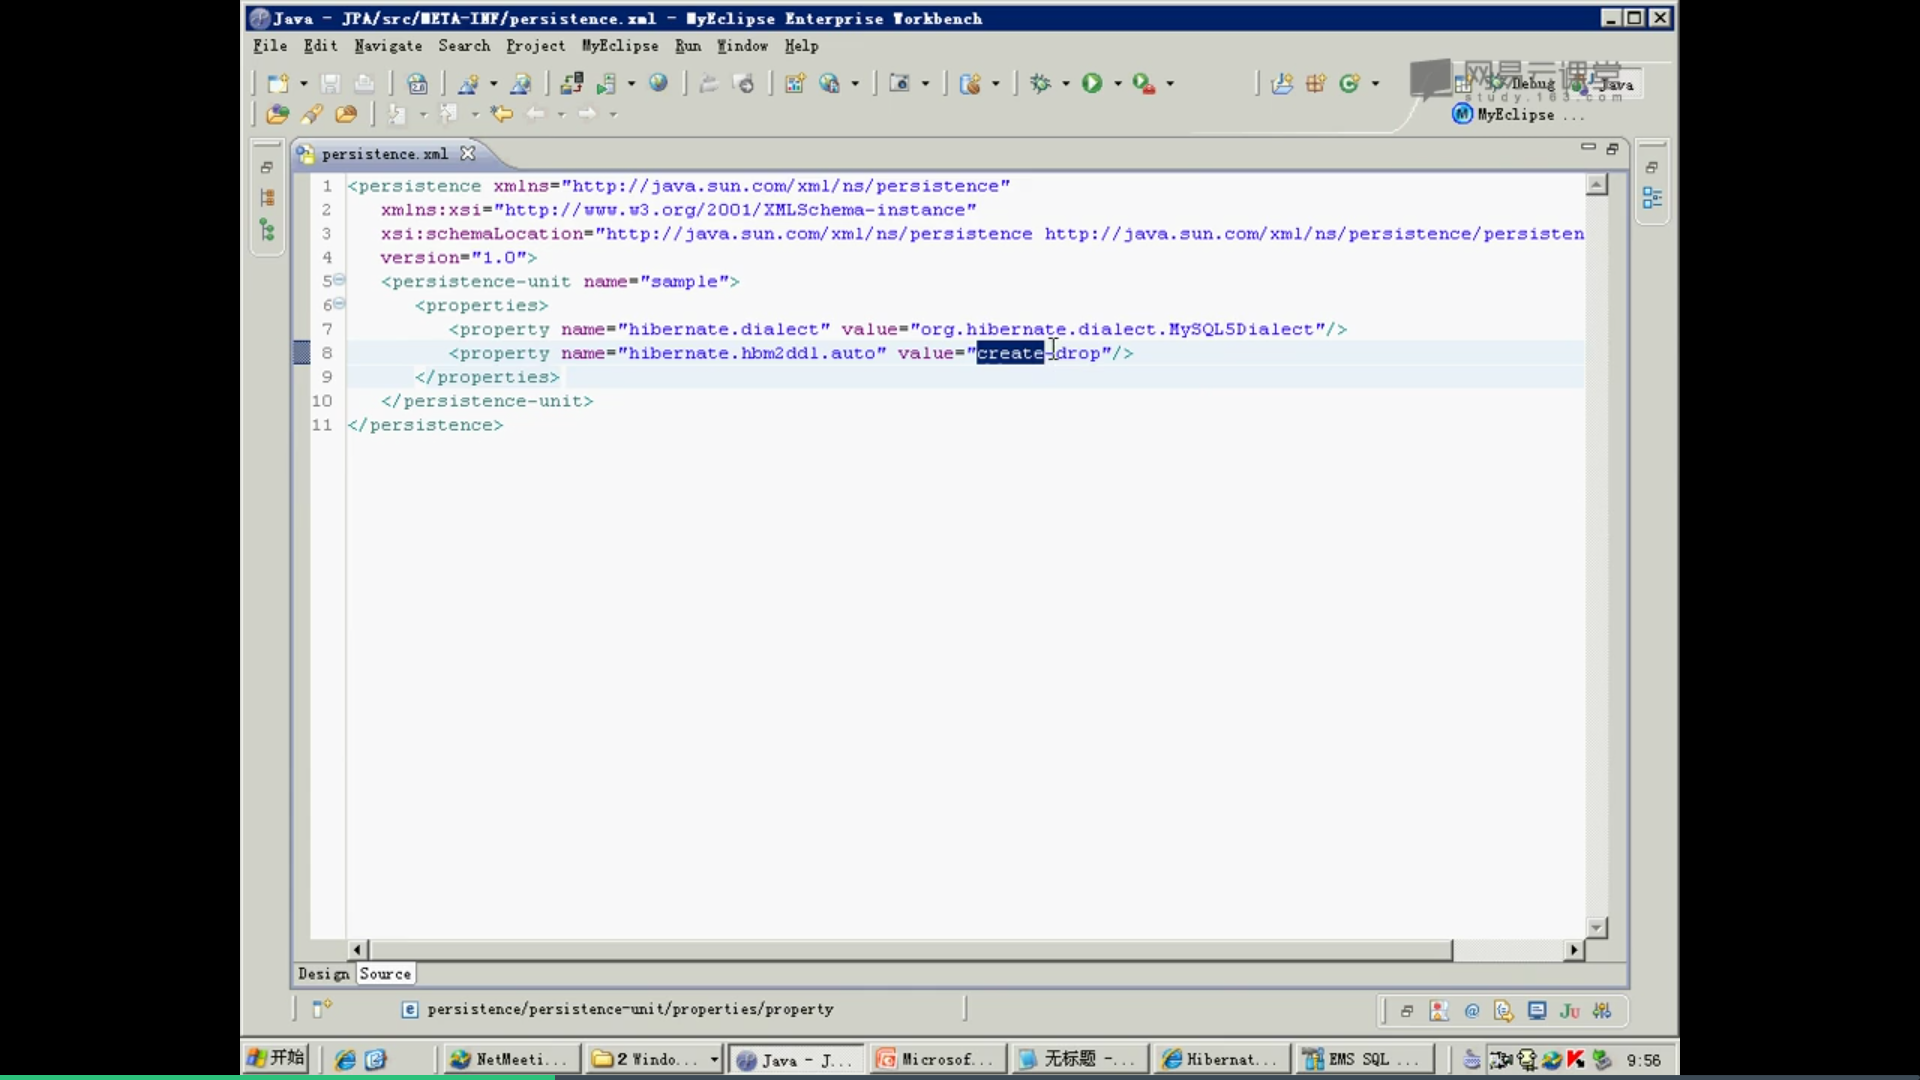 Java - JPA/src/META-INF/persistence.xml - MyEclipse Enterprise Workbench
File Edit Navigate Search Project MyEclipse Run Window Help
网易云课堂
study.163.com
Debug Java
MyEclipse ...
persistence.xml
1 <persistence xmlns="http://java.sun.com/xml/ns/persistence"
2 xmlns:xsi="http://www.w3.org/2001/XMLSchema-instance"
3 xsi:schemaLocation="http://java.sun.com/xml/ns/persistence http://java.sun.com/xml/ns/persistence/persisten
4 version="1.0">
5 <persistence-unit name="sample">
6 <properties>
7 <property name="hibernate.dialect" value="org.hibernate.dialect.MySQL5Dialect"/>
8 <property name="hibernate.hbm2ddl.auto" value="create-drop"/>
9 </properties>
10 </persistence-unit>
11 </persistence>
Design Source
persistence/persistence-unit/properties/property
开始 NetMeeti... 2 Windo... Java - J... Microsof... 无标题 -... Hibernat... EMS SQL ... 9:56